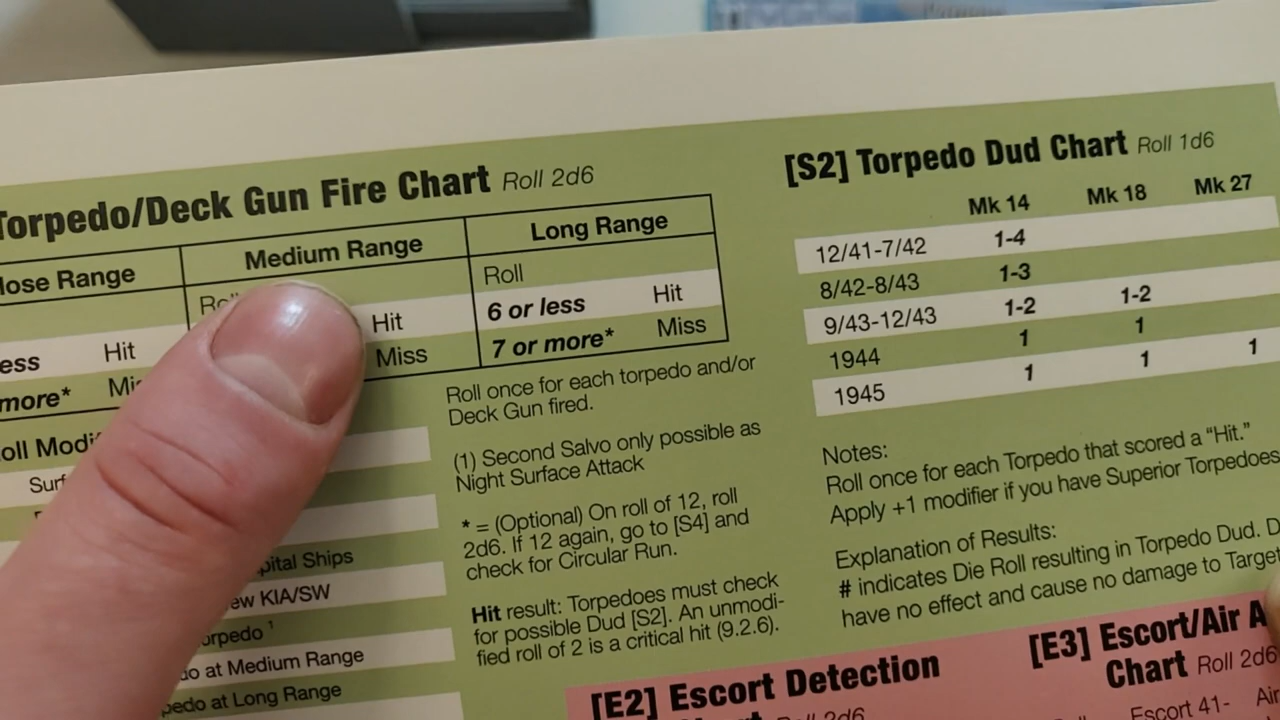 Torpedo/Deck Gun Fire Chart Roll 2d6
Medium Range
Long Range
Range
Roll
Hit
6 or less Hit
Miss
7 or more* Miss
Hit
more*
Roll once for each torpedo and/or
Deck Gun fired.
(1) Second Salvo only possible as
Night Surface Attack
* = (Optional) On roll of 12, roll
2d6. If 12 again, go to [S4] and
check for Circular Run.
Hit result: Torpedoes must check
for possible Dud [S2]. An unmodi-
fied roll of 2 is a critical hit (9.2.6).
Ships
KIA/SW
at Medium Range
at Long Range
[S2] Torpedo Dud Chart Roll 1d6
Mk 14 Mk 18 Mk 27
12/41-7/42 1-4
8/42-8/43 1-3
9/43-12/43 1-2 1-2
1944 1 1
1945 1 1 1
Notes:
Roll once for each Torpedo that scored a “Hit.”
Apply +1 modifier if you have Superior Torpedoes
Explanation of Results:
# indicates Die Roll resulting in Torpedo Dud.
have no effect and cause no damage to Target
[E2] Escort Detection
2d6
[E3] Escort/Air
Chart Roll 2d6
Escort 41-
Air